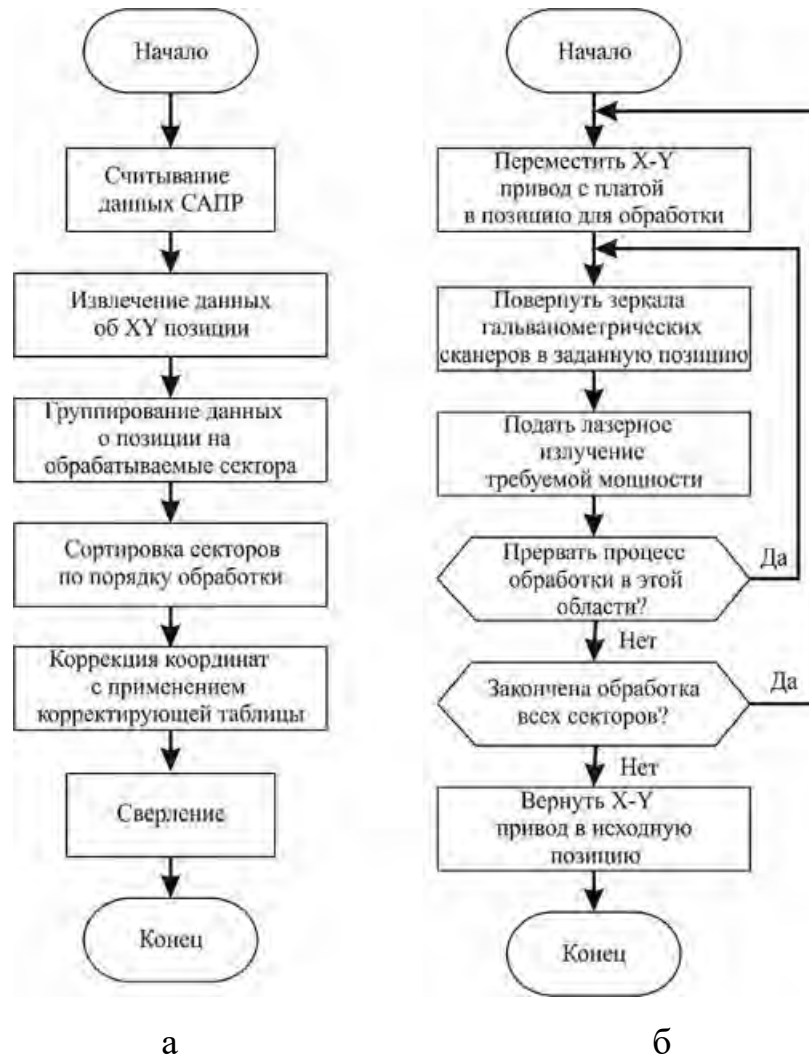 Начало
Считывание
данных САПР
Извлечение данных
об XY позиции
Группирование данных
о позиции на
обрабатываемые сектора
Сортировка секторов
по порядку обработки
Коррекция координат
с применением
корректирующей таблицы
Сверление
Конец
а
Начало
Переместить X-Y
привод с платой
в позицию для обработки
Повернуть зеркала
гальванометрических
сканеров в заданную позицию
Подать лазерное
излучение
требуемой мощности
Прервать процесс
обработки в этой
области?
Да
Нет
Закончена обработка
всех секторов?
Да
Нет
Вернуть X-Y
привод в исходную
позицию
Конец
б